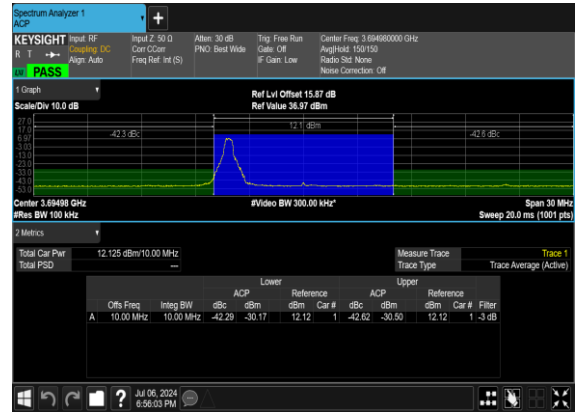 Spectrum Analyzer 1
ACP
KEYSIGHT Input: RF Input Z: 50 Ω Atten: 30 dB Trig: Free Run Center Freq: 3.694980000 GHz
R T Coupling: DC Corr CCorr PNO: Best Wide Gate: Off Avg|Hold: 150/150
Align: Auto Freq Ref: Int (S) IF Gain: Low Radio Std: None
Noise Correction: Off
PASS
1 Graph
Scale/Div 10.0 dB
Ref Lvl Offset 15.87 dB
Ref Value 36.97 dBm
27.0
17.0
6.97
-3.03
-13.0
-23.0
-33.0
-43.0
-53.0
-42.3 dBc
12.1 dBm
-42.6 dBc
Center 3.69498 GHz #Video BW 300.00 kHz* Span 30 MHz
#Res BW 100 kHz Sweep 20.0 ms (1001 pts)
2 Metrics
Total Car Pwr 12.125 dBm/10.00 MHz Measure Trace Trace 1
Total PSD --- Trace Type Trace Average (Active)
Lower Upper
ACP Reference ACP Reference
Offs Freq Integ BW dBc dBm dBm Car # dBc dBm dBm Car # Filter
A 10.00 MHz 10.00 MHz -42.29 -30.17 12.12 1 -42.62 -30.50 12.12 1 -3 dB
? Jul 06, 2024
6:56:03 PM